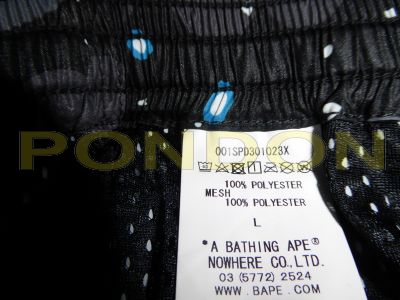 001SPD301023X
100% POLYESTER
MESH
100% POLYESTER
L
"A BATHING APE®
NOWHERE CO.,LTD.
03 (5772) 2524
WWW.BAPE.COM
PONDON